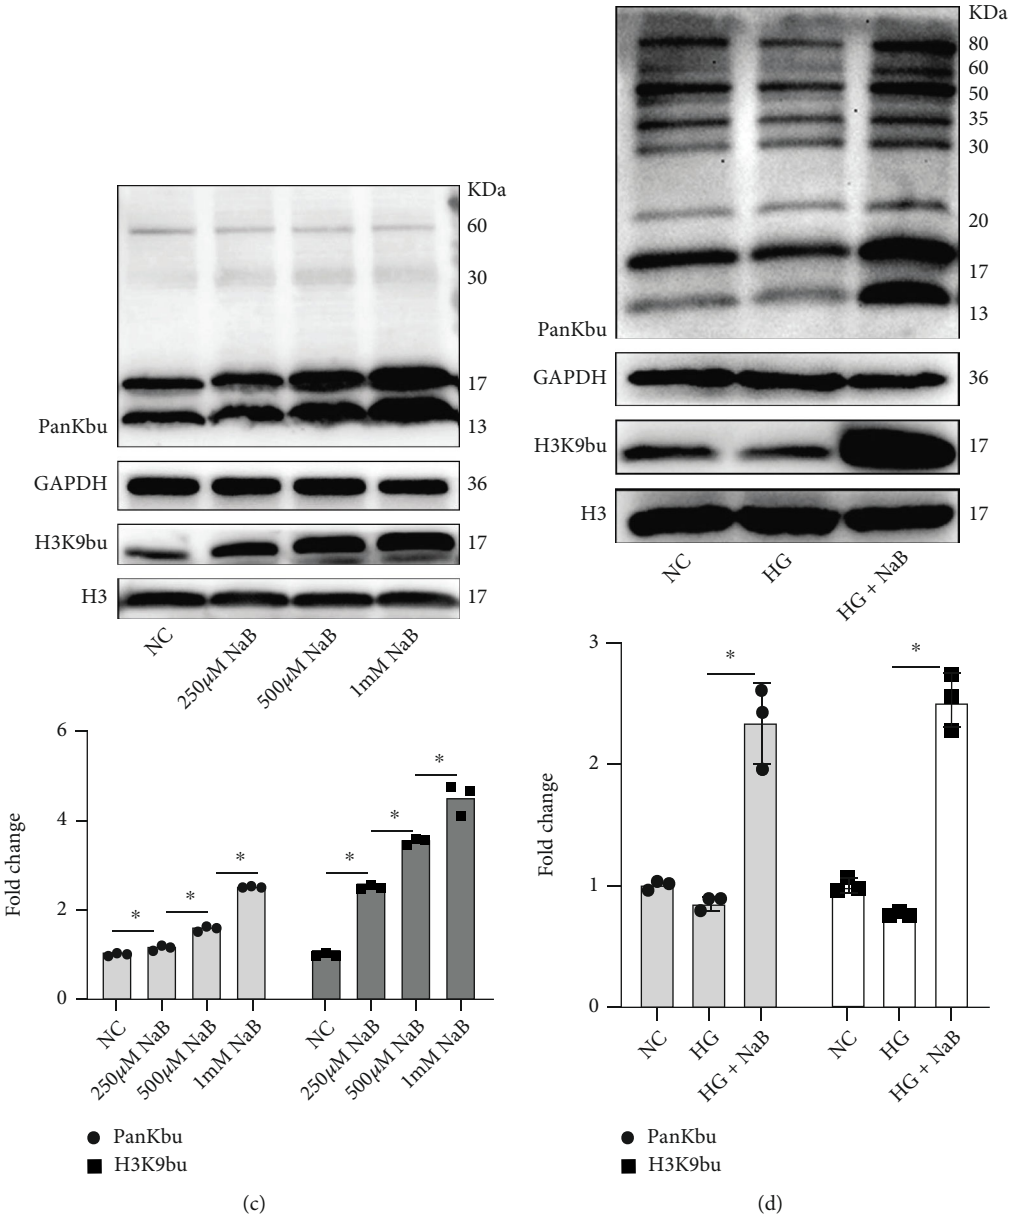 KDa
60
30
17
PanKbu
13
GAPDH
36
H3K9bu
17
H3
17
NC
250μM NaB
500μM NaB
1mM NaB
Fold change
6
4
2
0
*
*
*
*
*
*
NC
250μM NaB
500μM NaB
1mM NaB
NC
250μM NaB
500μM NaB
1mM NaB
PanKbu
H3K9bu
(c)
KDa
80
60
50
35
30
20
17
13
PanKbu
GAPDH
36
H3K9bu
17
H3
17
NC
HG
HG + NaB
Fold change
3
2
1
0
*
*
NC
HG
HG + NaB
NC
HG
HG + NaB
PanKbu
H3K9bu
(d)